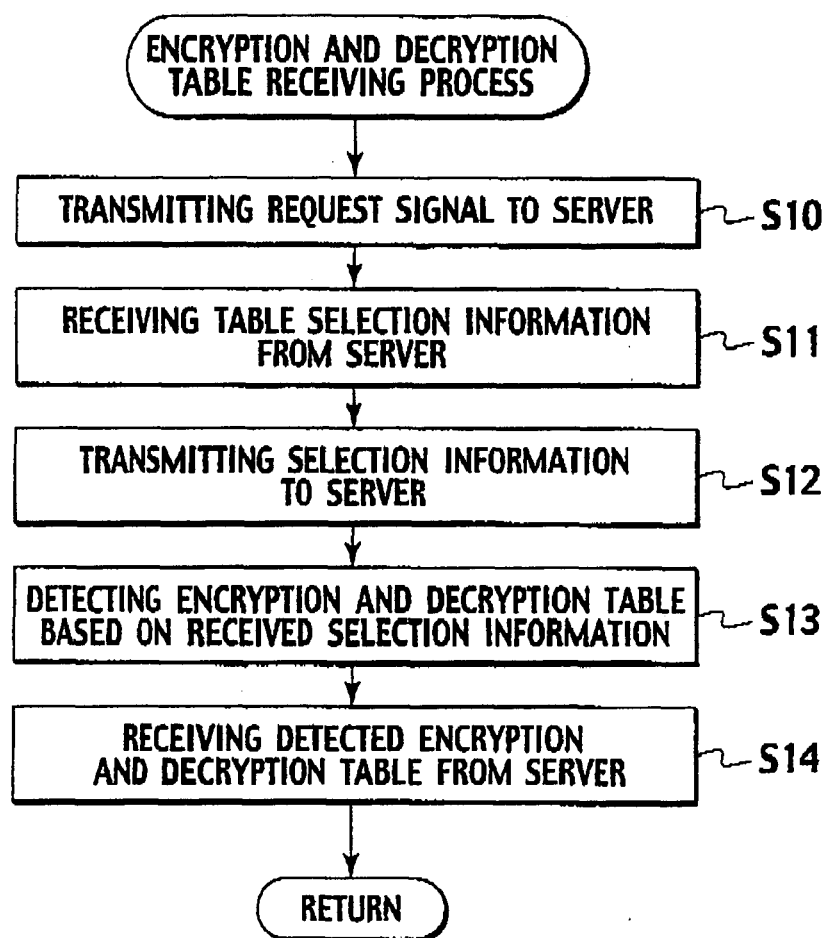 ENCRYPTION AND DECRYPTION
TABLE RECEIVING PROCESS
TRANSMITTING REQUEST SIGNAL TO SERVER
S10
RECEIVING TABLE SELECTION INFORMATION
FROM SERVER
S11
TRANSMITTING SELECTION INFORMATION
TO SERVER
S12
DETECTING ENCRYPTION AND DECRYPTION TABLE
BASED ON RECEIVED SELECTION INFORMATION
S13
RECEIVING DETECTED ENCRYPTION
AND DECRYPTION TABLE FROM SERVER
S14
RETURN